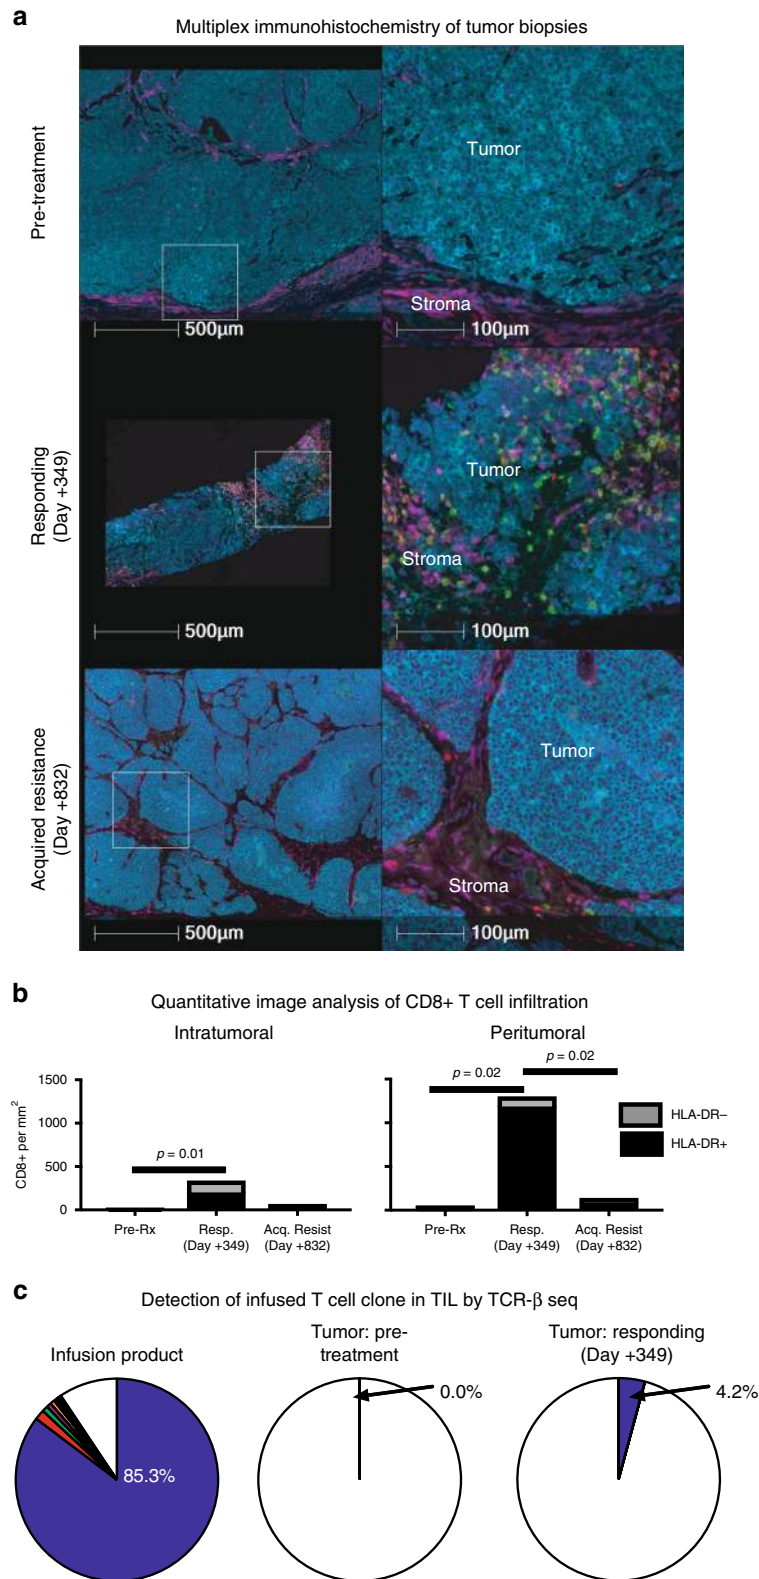 a
Multiplex immunohistochemistry of tumor biopsies
Pre-treatment
Tumor
Stroma
500µm
100µm
Responding
(Day +349)
Tumor
Stroma
500µm
100µm
Acquired resistance
(Day +832)
Tumor
Stroma
500µm
100µm
b
Quantitative image analysis of CD8+ T cell infiltration
Intratumoral
Peritumoral
CD8+ per mm²
1500
1000
500
0
p = 0.01
p = 0.02
p = 0.02
HLA-DR−
HLA-DR+
Pre-Rx
Resp.
(Day +349)
Acq. Resist
(Day +832)
Pre-Rx
Resp.
(Day +349)
Acq. Resist
(Day +832)
c
Detection of infused T cell clone in TIL by TCR-β seq
Infusion product
Tumor: pre-
treatment
Tumor: responding
(Day +349)
85.3%
0.0%
4.2%